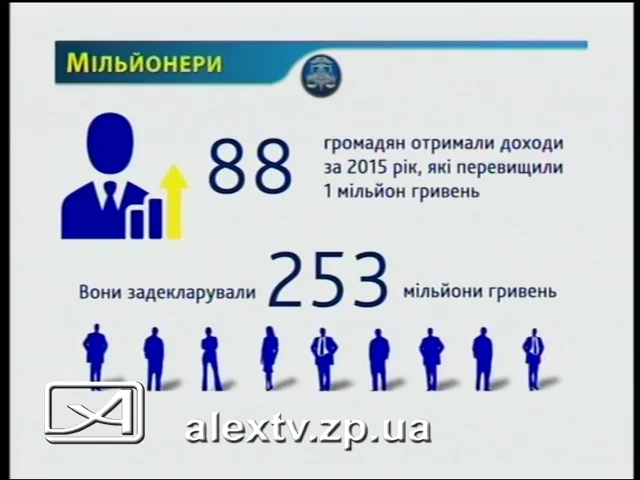 МІЛЬЙОНЕРИ
88
громадян отримали доходи
за 2015 рік, які перевищили
1 мільйон гривень
Вони задекларували 253 мільйони гривень
alextv.zp.ua